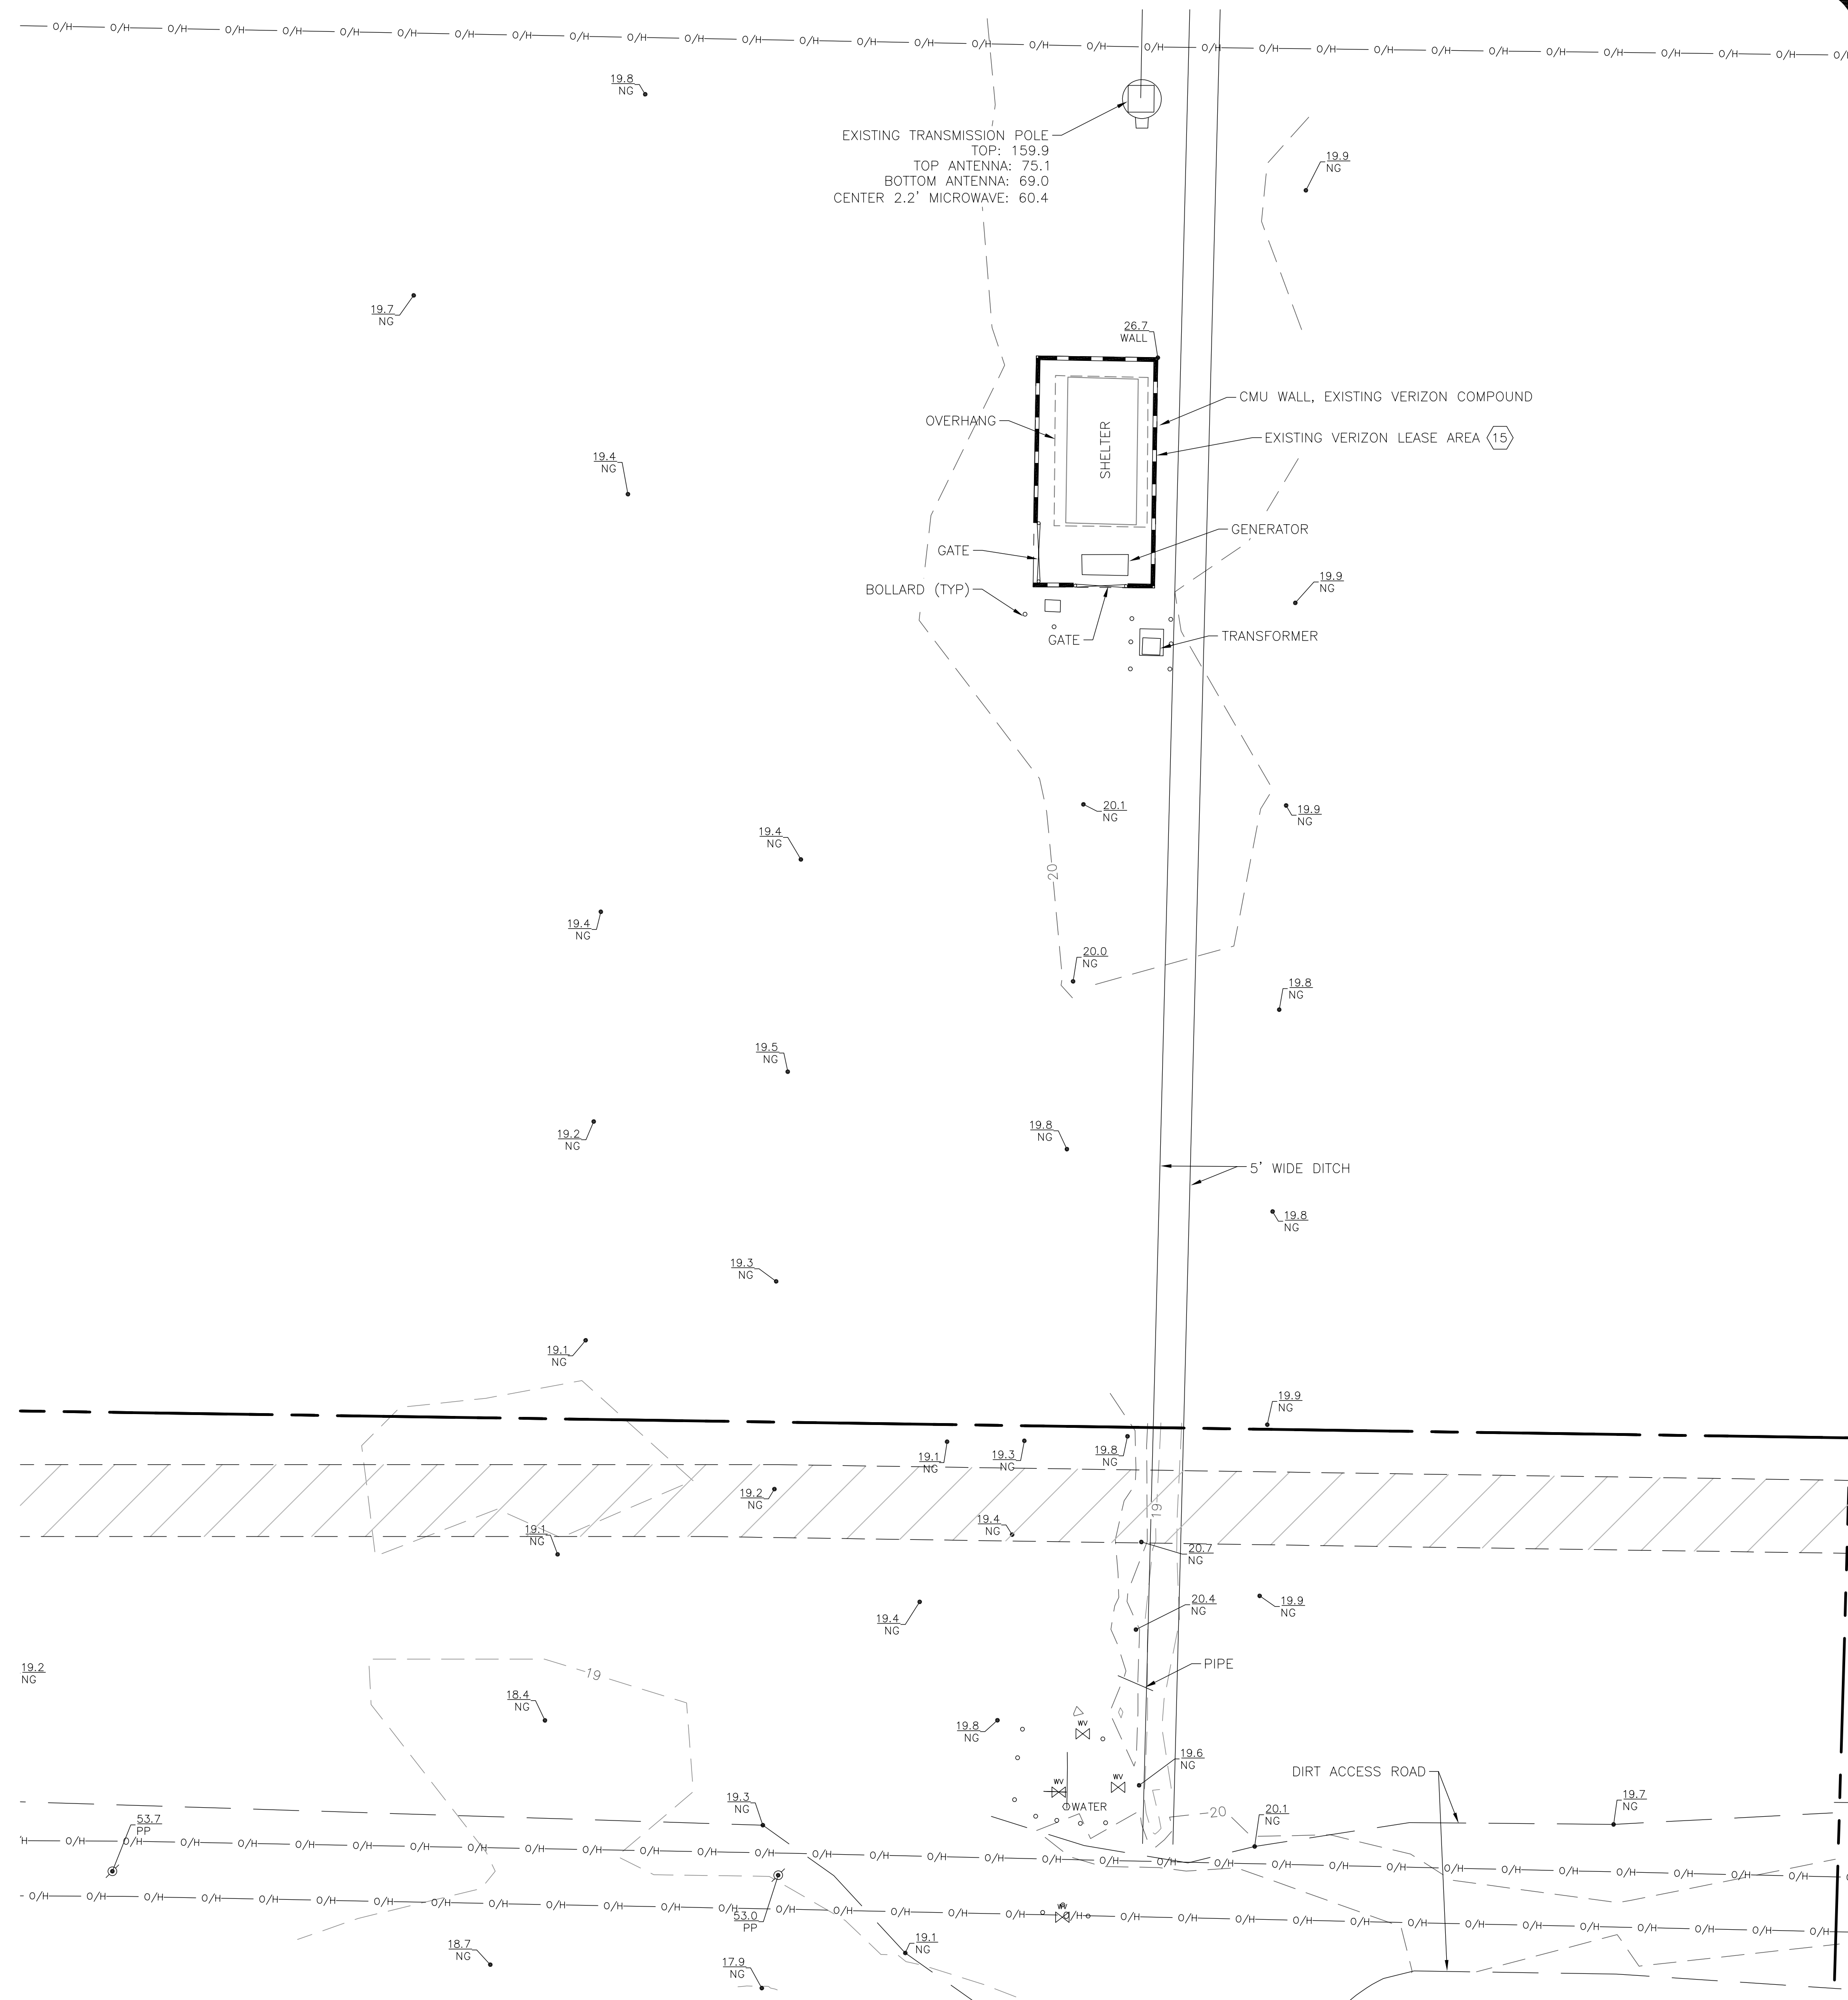 O/H O/H O/H O/H O/H O/H O/H O/H O/H O/H O/H O/H O/H O/H O/H O/H O/H O/H O/H O/H O/H O/H O/H O/H O/H O/H O/H O/H O/H O/H O/H
19.8
NG
EXISTING TRANSMISSION POLE
TOP: 159.9
TOP ANTENNA: 75.1
BOTTOM ANTENNA: 69.0
CENTER 2.2' MICROWAVE: 60.4
19.9
NG
19.7
NG
26.7
WALL
CMU WALL, EXISTING VERIZON COMPOUND
OVERHANG
SHELTER
EXISTING VERIZON LEASE AREA 15
19.4
NG
GENERATOR
GATE
BOLLARD (TYP)
19.9
NG
GATE
TRANSFORMER
20.1
NG
19.9
NG
19.4
NG
20
19.4
NG
20.0
NG
19.8
NG
19.5
NG
19.2
NG
19.8
NG
5' WIDE DITCH
19.8
NG
19.3
NG
19.1
NG
19.9
NG
19.1
NG
19.3
NG
19.8
NG
19.2
NG
19
19.4
NG
19.1
NG
20.7
NG
19.4
NG
20.4
NG
19.9
NG
19.2
NG
19
PIPE
18.4
NG
19.8
NG
WV
19.6
NG
DIRT ACCESS ROAD
WV
WV
WATER
19.3
NG
20
20.1
NG
19.7
NG
53.7
PP
O/H O/H O/H O/H O/H O/H O/H O/H O/H O/H O/H O/H O/H O/H O/H O/H O/H O/H O/H O/H O/H O/H O/H O/H O/H O/H O/H O/H O/H O/H O/H
O/H O/H O/H O/H O/H O/H O/H O/H O/H O/H O/H O/H O/H O/H O/H O/H O/H O/H O/H O/H O/H O/H O/H O/H O/H O/H O/H O/H O/H O/H O/H O/H
WV
53.0
PP
18.7
NG
19.1
NG
17.9
NG